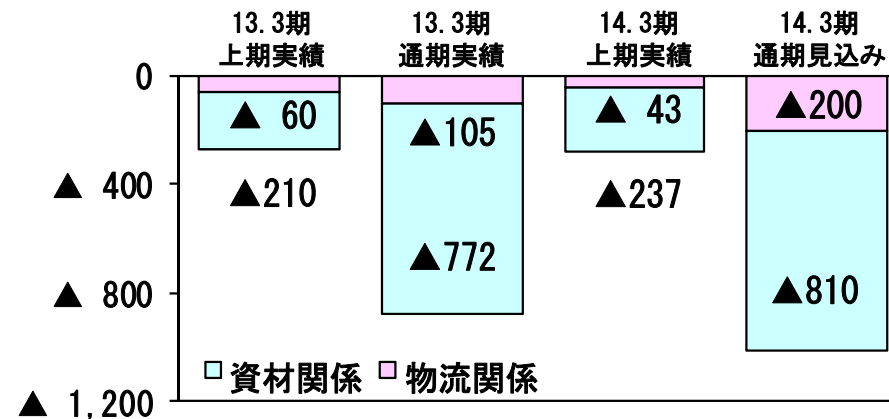 13.3期 13.3期 14.3期 14.3期
上期実績 通期実績 上期実績 通期見込み
0
▲ 60 ▲105 ▲ 43 ▲200
▲ 400
▲210 ▲237
▲772
▲ 800
▲810
資材関係 物流関係
▲ 1,200